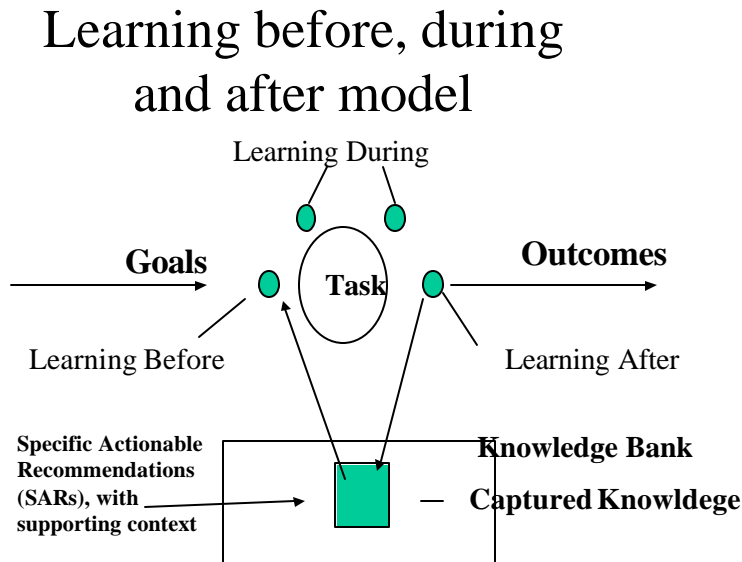 Learning before, during
and after model
Learning During
Goals
Outcomes
Task
Learning Before
Learning After
Specific Actionable
Recommendations
(SARs), with
supporting context
Knowledge Bank
Captured Knowldege